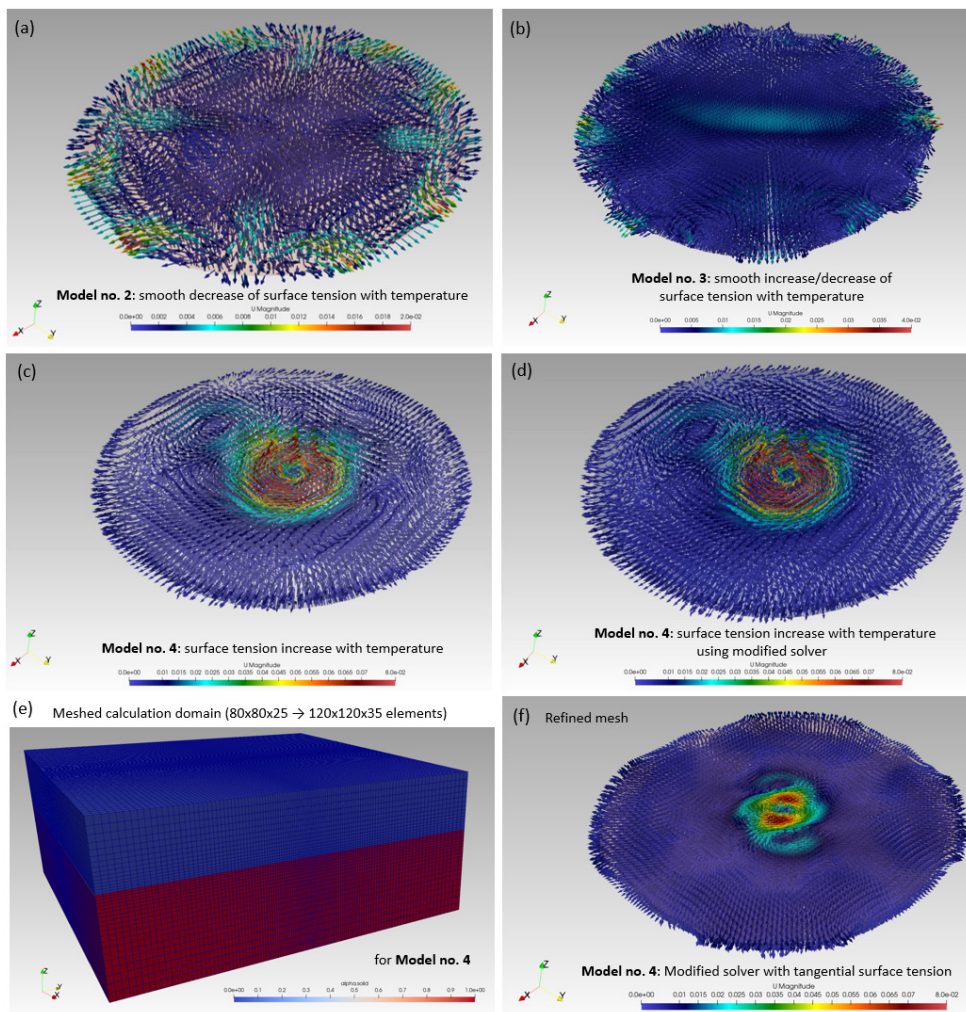 (a)
Model no. 2: smooth decrease of surface tension with temperature
Z
X
Y
U Magnitude
0.0e+00 0.002 0.004 0.006 0.008 0.01 0.012 0.014 0.016 0.018 2.0e-02
(b)
Model no. 3: smooth increase/decrease of
surface tension with temperature
Z
X
Y
U Magnitude
0.0e+00 0.005 0.01 0.015 0.02 0.025 0.03 0.035 4.0e-02
(c)
Model no. 4: surface tension increase with temperature
Z
X
Y
U Magnitude
0.0e+00 0.01 0.015 0.02 0.025 0.03 0.035 0.04 0.045 0.05 0.055 0.06 0.065 0.07 8.0e-02
(d)
Model no. 4: surface tension increase with temperature
using modified solver
Z
X
Y
U Magnitude
0.0e+00 0.01 0.015 0.02 0.025 0.03 0.035 0.04 0.045 0.05 0.055 0.06 0.065 0.07 8.0e-02
(e)
Meshed calculation domain (80x80x25 → 120x120x35 elements)
for Model no. 4
Z
Y
alpha.solid
0.0e+00 0.1 0.2 0.3 0.4 0.5 0.6 0.7 0.8 0.9 1.0e+00
(f)
Refined mesh
Model no. 4: Modified solver with tangential surface tension
Z
X
Y
U Magnitude
0.0e+00 0.01 0.015 0.02 0.025 0.03 0.035 0.04 0.045 0.05 0.055 0.06 0.065 0.07 8.0e-02